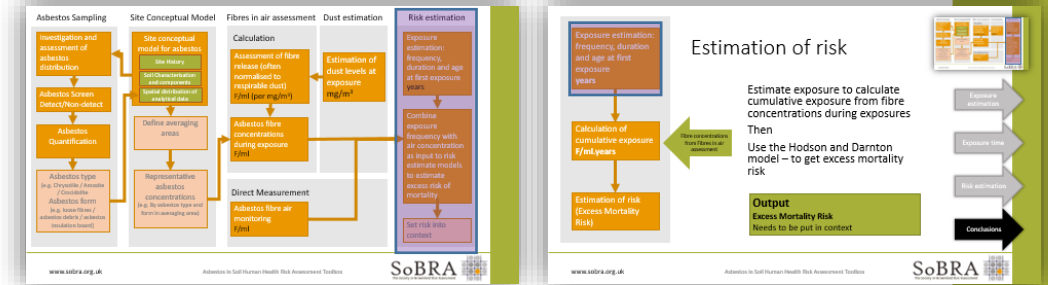 Asbestos Sampling
Investigation and
assessment of
asbestos
distribution
Asbestos Screen
Detect/Non-detect
Asbestos
Quantification
Asbestos type
(e.g. Chrysotile / Amosite /
Crocidolite)
Asbestos form
(e.g. loose fibres /
asbestos debris / asbestos
insulation board)
Site Conceptual Model
Site conceptual
model for asbestos
Site History
Soil Characterisation
and components
Spatial distribution of
analytical data
Define averaging
areas
Representative
asbestos
concentrations
(e.g. By asbestos type and
form in averaging area)
Fibres in air assessment
Calculation
Assessment of fibre
release (often
normalised to
respirable dust)
F/ml (per mg/m³)
Asbestos fibre
concentrations
during exposure
F/ml
Direct Measurement
Asbestos fibre air
monitoring
F/ml
Dust estimation
Estimation of
dust levels at
exposure
mg/m³
Risk estimation
Exposure
estimation:
frequency,
duration
and age at
first exposure
years
Combine
exposure
frequency with
air concentration
as input to risk
estimate models
to estimate
excess risk of
mortality
Set risk into
context
www.sobra.org.uk
Asbestos in Soil Human Health Risk Assessment Toolbox
SoBRA
Estimation of risk
Exposure estimation:
frequency, duration
and age at first
exposure
years
Calculation of
cumulative exposure
F/ml.years
Estimation of risk
(Excess Mortality
Risk)
Fibre concentrations
from Fibres in air
assessment
Estimate exposure to calculate
cumulative exposure from fibre
concentrations during exposures
Then
Use the Hodson and Darnton
model – to get excess mortality
risk
Output
Excess Mortality Risk
Needs to be put in context
Exposure
estimation
Exposure time
Risk estimation
Conclusions
www.sobra.org.uk
Asbestos in Soil Human Health Risk Assessment Toolbox
SoBRA